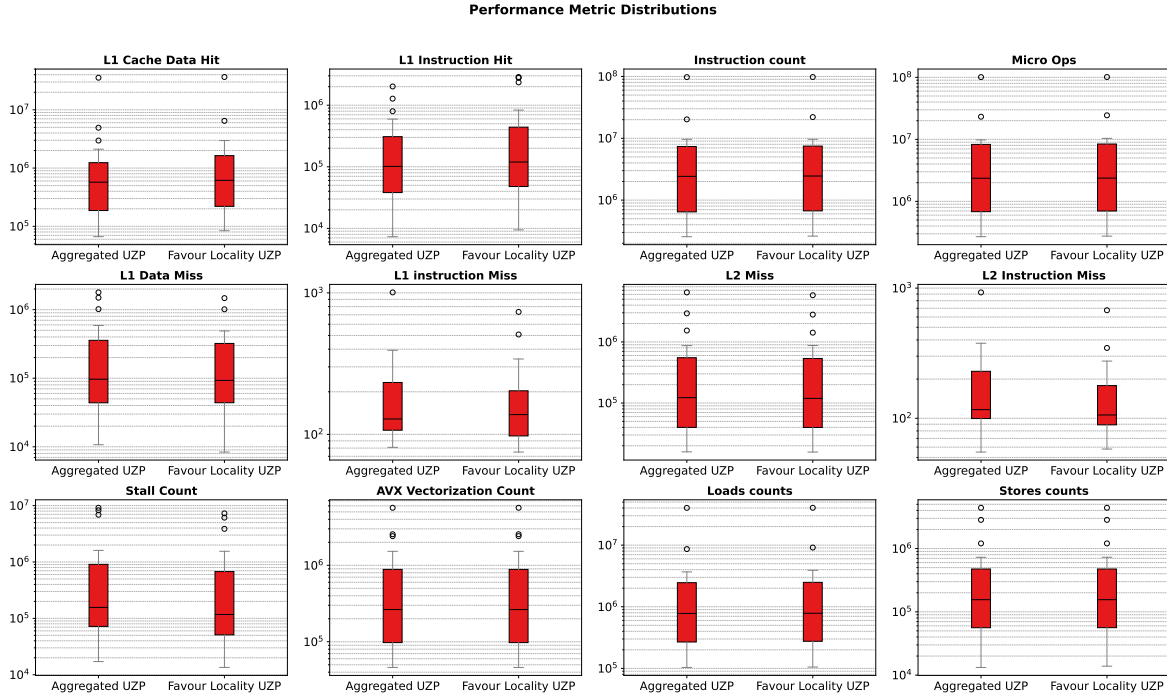 Performance Metric Distributions
L1 Cache Data Hit
10^7
10^6
10^5
Aggregated UZP Favour Locality UZP
L1 Instruction Hit
10^6
10^5
10^4
Aggregated UZP Favour Locality UZP
Instruction count
10^8
10^7
10^6
Aggregated UZP Favour Locality UZP
Micro Ops
10^8
10^7
10^6
Aggregated UZP Favour Locality UZP
L1 Data Miss
10^6
10^5
10^4
Aggregated UZP Favour Locality UZP
L1 instruction Miss
10^3
10^2
Aggregated UZP Favour Locality UZP
L2 Miss
10^6
10^5
Aggregated UZP Favour Locality UZP
L2 Instruction Miss
10^3
10^2
Aggregated UZP Favour Locality UZP
Stall Count
10^7
10^6
10^5
10^4
Aggregated UZP Favour Locality UZP
AVX Vectorization Count
10^6
10^5
Aggregated UZP Favour Locality UZP
Loads counts
10^7
10^6
10^5
Aggregated UZP Favour Locality UZP
Stores counts
10^6
10^5
10^4
Aggregated UZP Favour Locality UZP